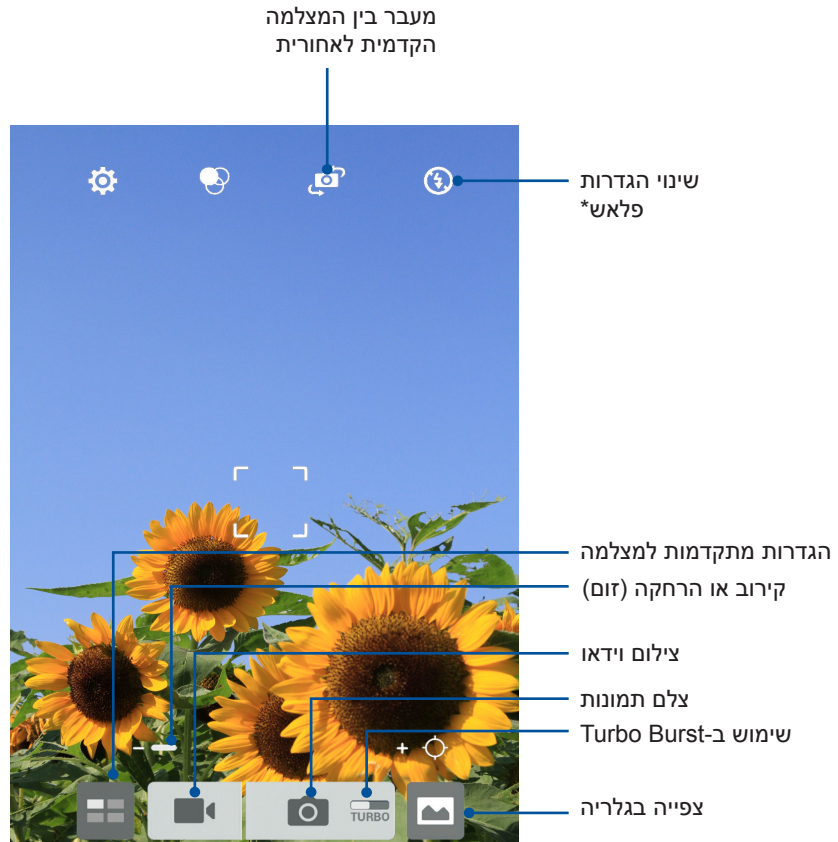 מעבר בין המצלמה
הקדמית לאחורית
שינוי הגדרות
פלאש*
הגדרות מתקדמות למצלמה
קירוב או הרחקה (זום)
צילום וידאו
צלם תמונות
שימוש ב-Turbo Burst
TURBO
צפייה בגלריה